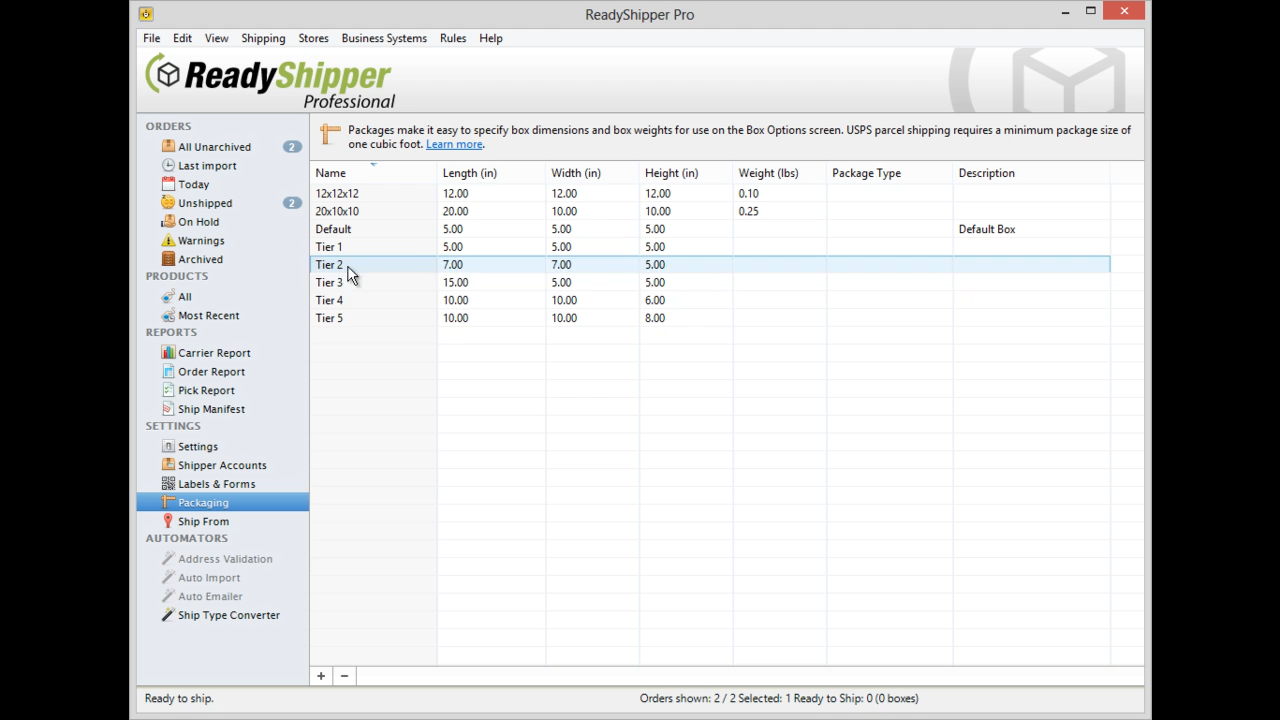 ReadyShipper Pro
File Edit View Shipping Stores Business Systems Rules Help
ReadyShipper
Professional
ORDERS
All Unarchived 2
Last import
Today
Unshipped 2
On Hold
Warnings
Archived
PRODUCTS
All
Most Recent
REPORTS
Carrier Report
Order Report
Pick Report
Ship Manifest
SETTINGS
Settings
Shipper Accounts
Labels & Forms
Packaging
Ship From
AUTOMATORS
Address Validation
Auto Import
Auto Emailer
Ship Type Converter
Packages make it easy to specify box dimensions and box weights for use on the Box Options screen. USPS parcel shipping requires a minimum package size of
one cubic foot. Learn more.
Name Length (in) Width (in) Height (in) Weight (lbs) Package Type Description
12x12x12 12.00 12.00 12.00 0.10
20x10x10 20.00 10.00 10.00 0.25
Default 5.00 5.00 5.00 Default Box
Tier 1 5.00 5.00 5.00
Tier 2 7.00 7.00 5.00
Tier 3 15.00 5.00 5.00
Tier 4 10.00 10.00 6.00
Tier 5 10.00 10.00 8.00
+ −
Ready to ship. Orders shown: 2 / 2 Selected: 1 Ready to Ship: 0 (0 boxes)